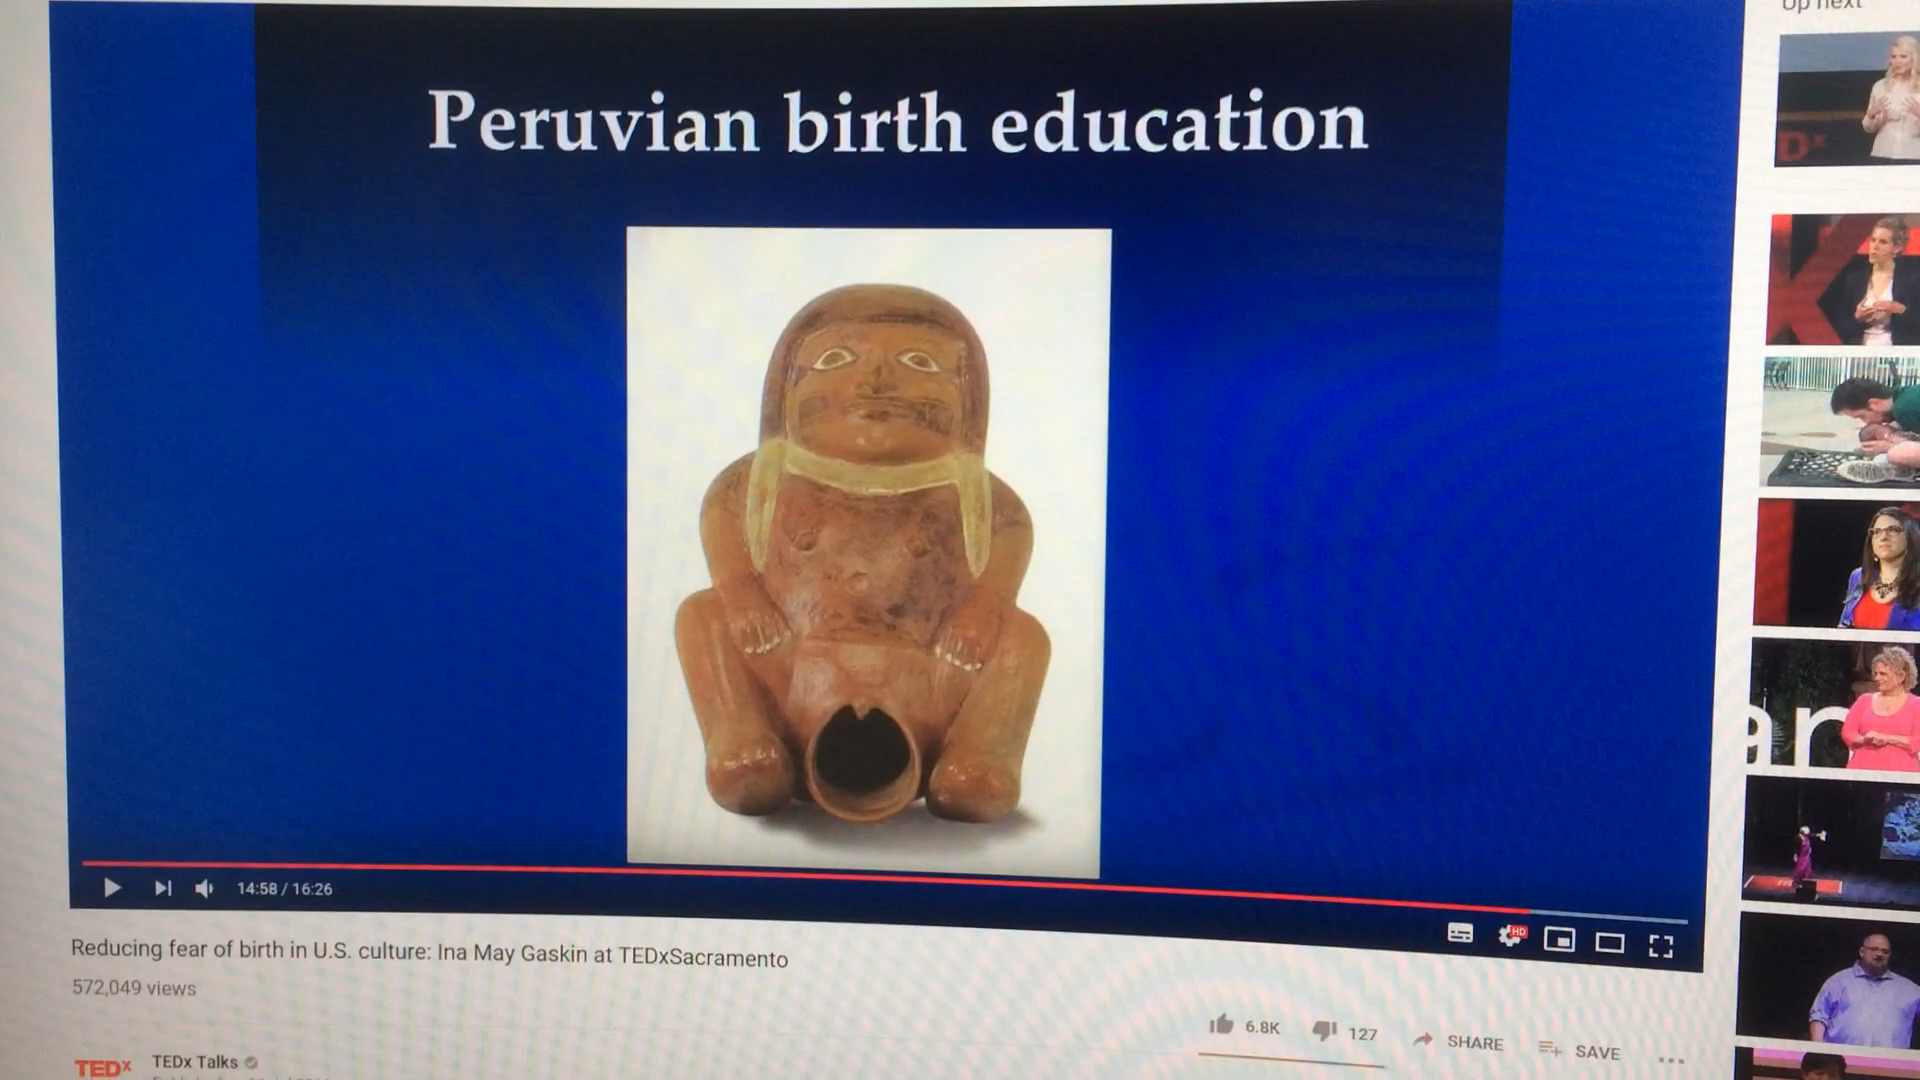 Up next
Peruvian birth education
14:58 / 16:26
HD
Reducing fear of birth in U.S. culture: Ina May Gaskin at TEDxSacramento
572,049 views
6.8K
127
SHARE
SAVE
TEDx
TEDx Talks